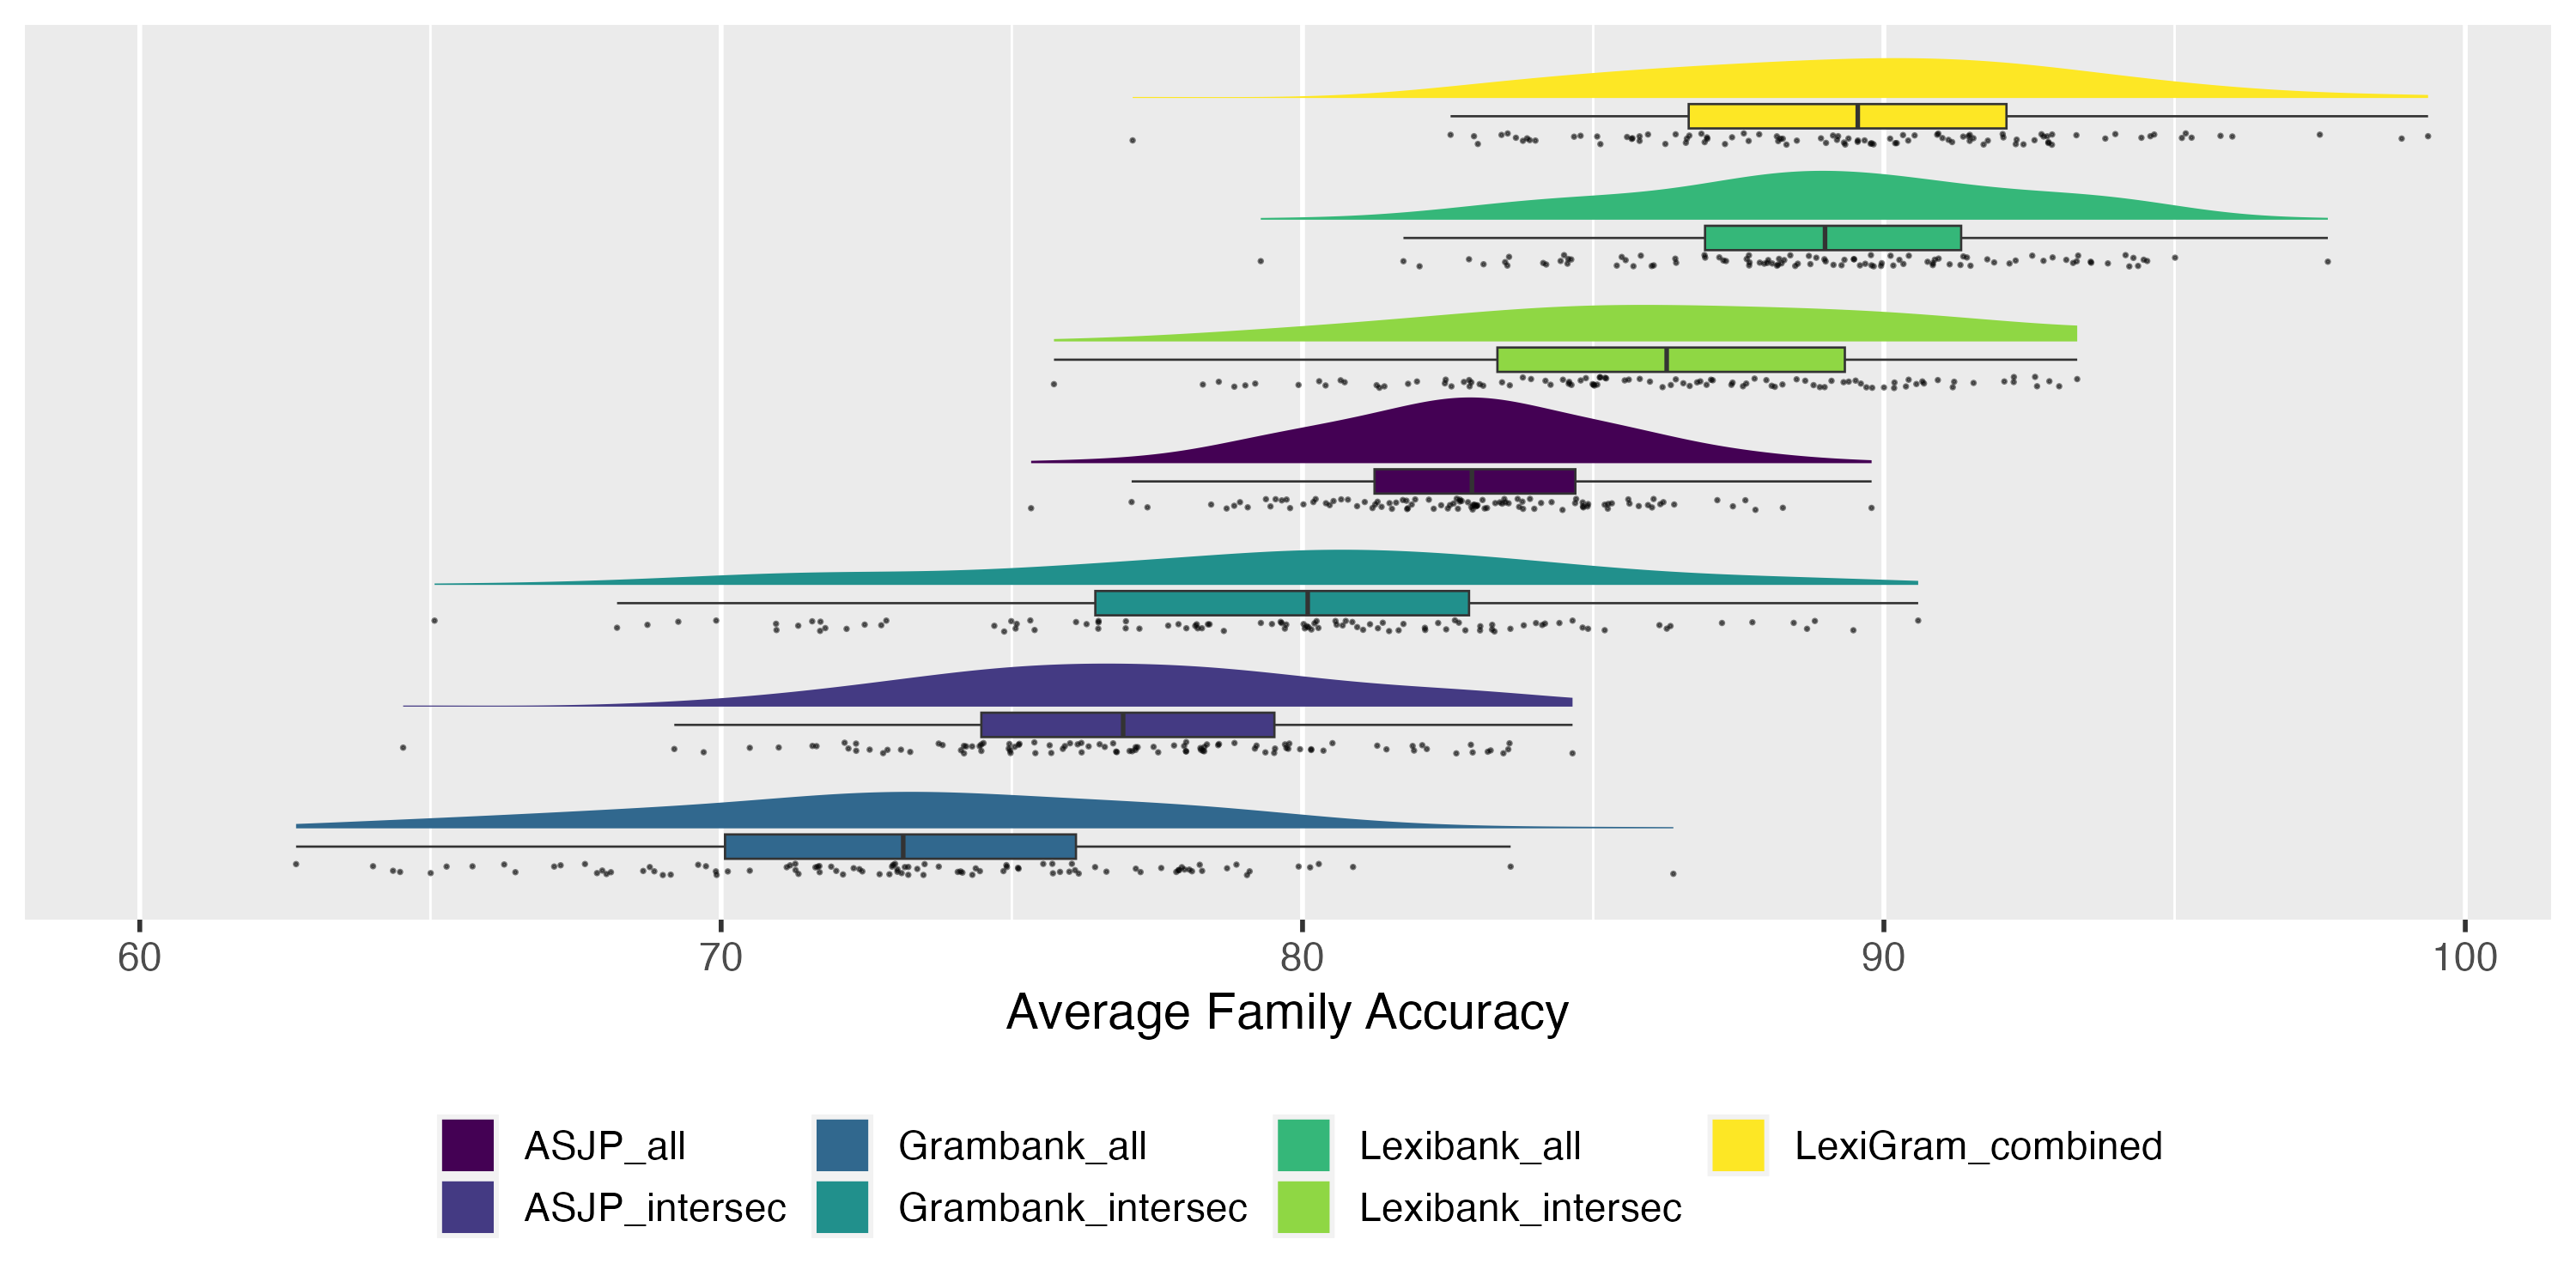 60 70 80 90 100
Average Family Accuracy
ASJP_all Grambank_all Lexibank_all LexiGram_combined
ASJP_intersec Grambank_intersec Lexibank_intersec